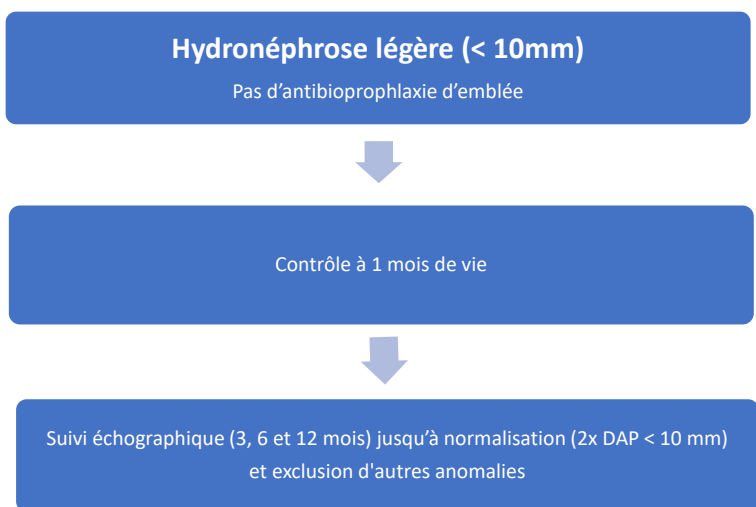 Hydronéphrose légère (< 10mm)
Pas d'antibioprophlaxie d'emblée
Contrôle à 1 mois de vie
Suivi échographique (3, 6 et 12 mois) jusqu'à normalisation (2x DAP < 10 mm)
et exclusion d'autres anomalies